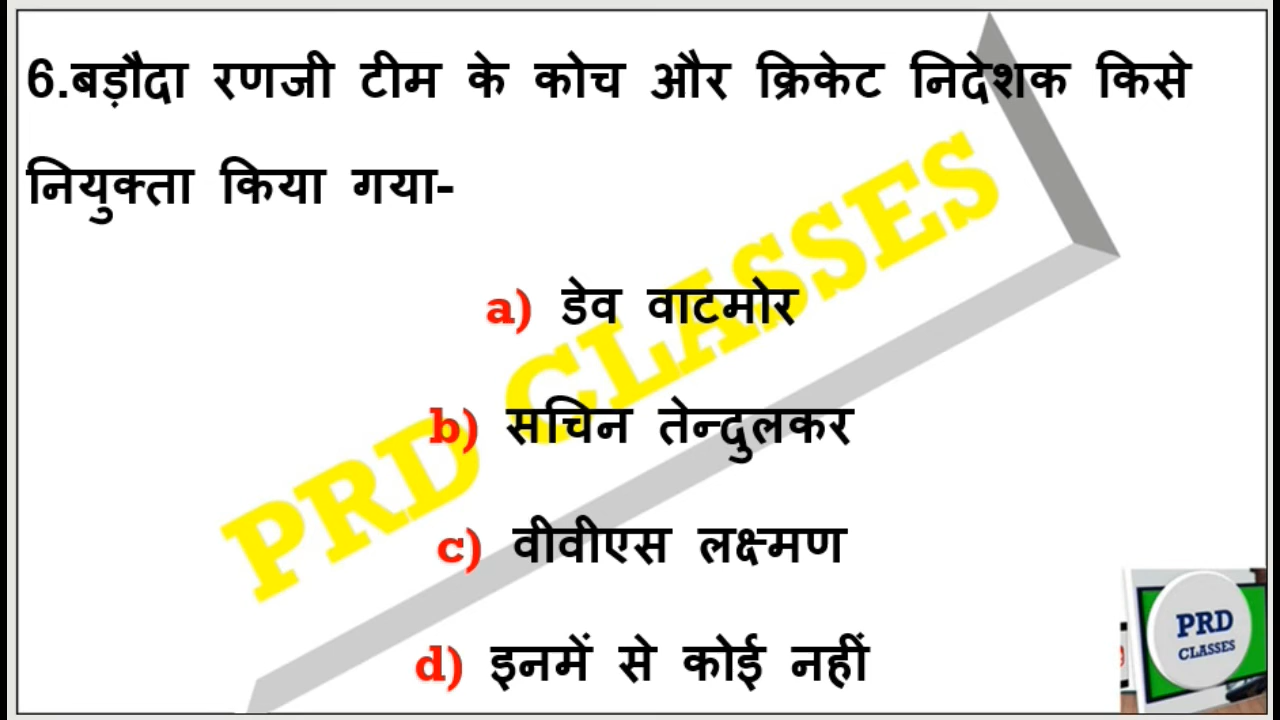 6.बड़ौदा रणजी टीम के कोच और क्रिकेट निदेशक किसे
नियुक्ता किया गया-
a) डेव वाटमोर
b) सचिन तेन्दुलकर
c) वीवीएस लक्ष्मण
d) इनमें से कोई नहीं
PRD CLASSES
PRD
CLASSES